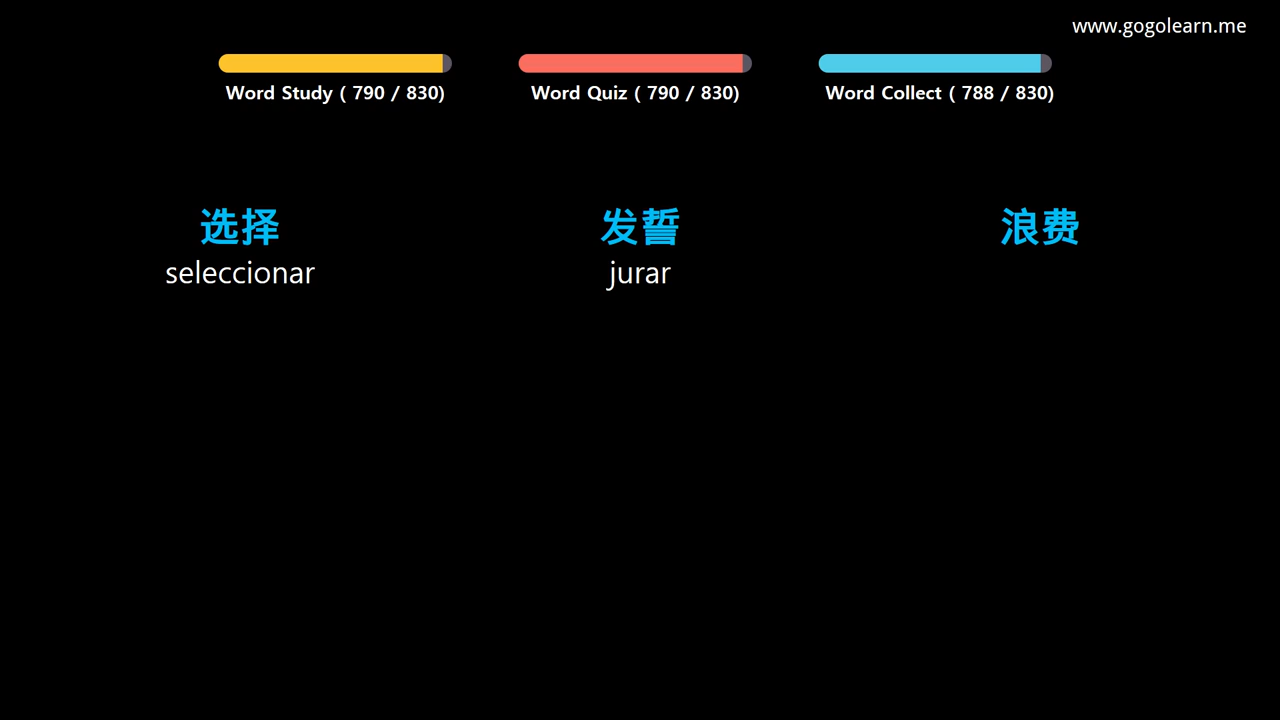 www.gogolearn.me
Word Study ( 790 / 830)
Word Quiz ( 790 / 830)
Word Collect ( 788 / 830)
选择
发誓
浪费
seleccionar
jurar